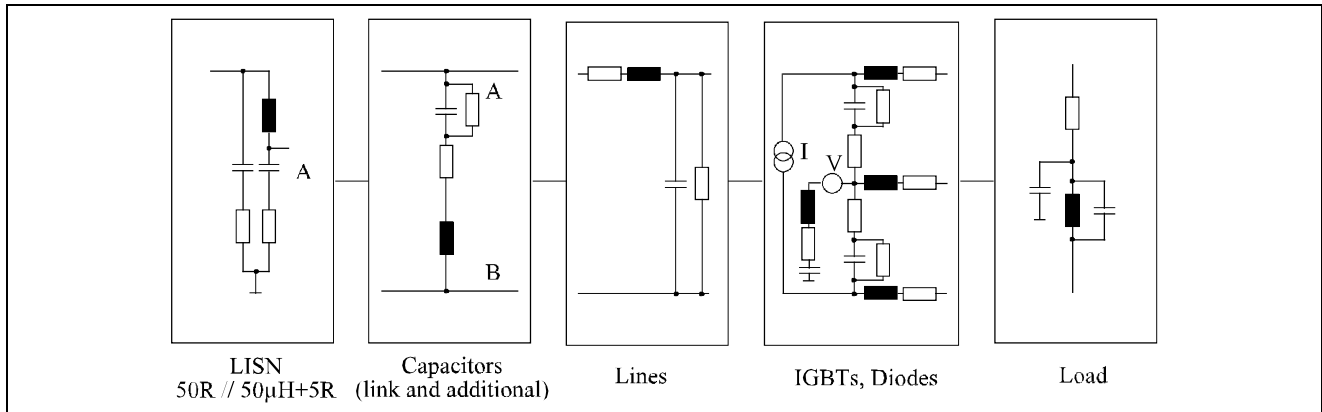 A
A
B
I
V
LISN
50R // 50µH+5R
Capacitors
(link and additional)
Lines
IGBTs, Diodes
Load